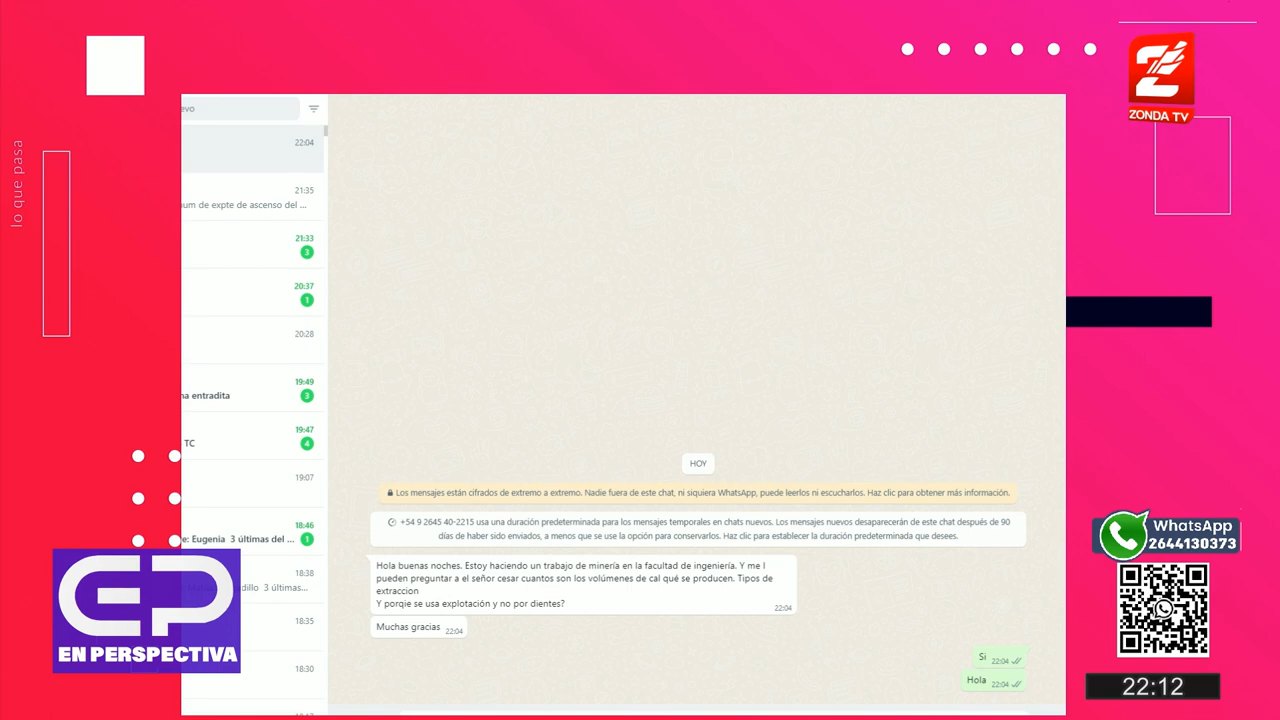 lo que pasa
ZONDA TV
evo
22:04
21:35
um de expte de ascenso del ...
21:33
3
20:37
1
20:28
19:49
na entradita
3
19:47
TC
4
19:07
18:46
e: Eugenia 3 últimas del ...
1
18:38
dillo 3 últimas...
18:35
18:30
HOY
Los mensajes están cifrados de extremo a extremo. Nadie fuera de este chat, ni siquiera WhatsApp, puede leerlos ni escucharlos. Haz clic para obtener más información.
+54 9 2645 40-2215 usa una duración predeterminada para los mensajes temporales en chats nuevos. Los mensajes nuevos desaparecerán de este chat después de 90
días de haber sido enviados, a menos que se use la opción para conservarlos. Haz clic para establecer la duración predeterminada que desees.
Hola buenas noches. Estoy haciendo un trabajo de minería en la facultad de ingeniería. Y me l
pueden preguntar a el señor cesar cuantos son los volúmenes de cal qué se producen. Tipos de
extraccion
Y porqie se usa explotación y no por dientes?
22:04
Muchas gracias 22:04
Si 22:04
Hola 22:04
EP
EN PERSPECTIVA
WhatsApp
2644130373
22:12